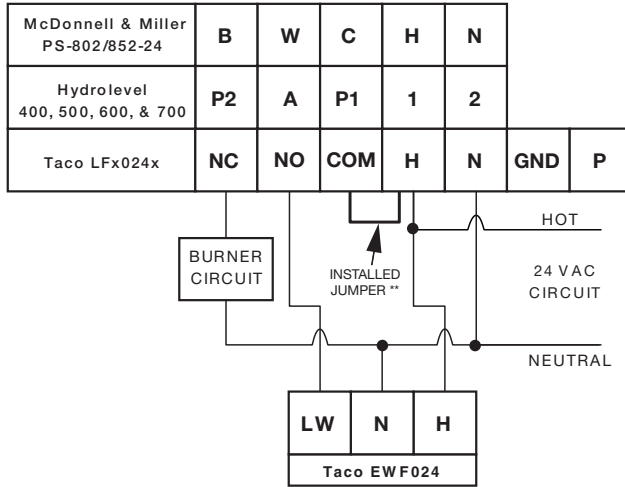 McDonnell & Miller
PS-802/852-24
B W C H N
Hydrolevel
400, 500, 600, & 700
P2 A P1 1 2
Taco LFx024x
NC NO COM H N GND P
HOT
BURNER
CIRCUIT
INSTALLED
JUMPER **
24 VAC
CIRCUIT
NEUTRAL
LW N H
Taco EWF024